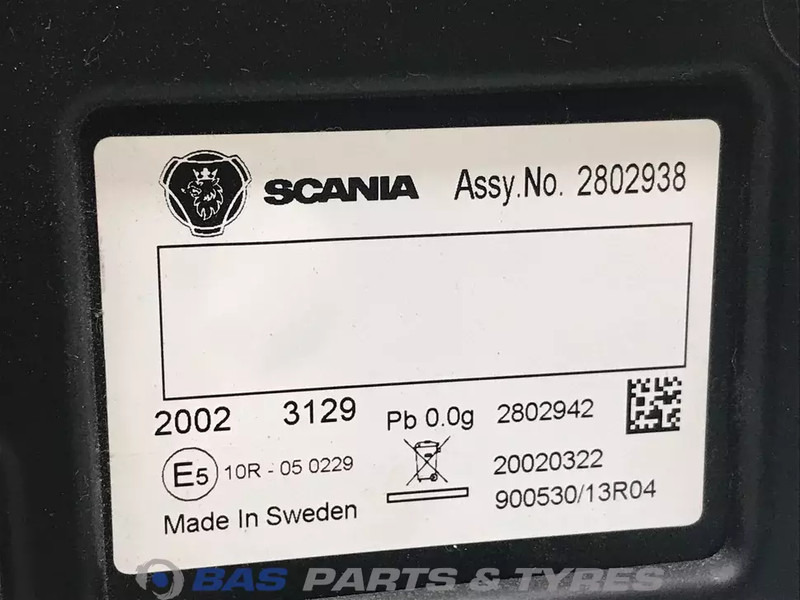 SCANIA Assy.No. 2802938
2002 3129 Pb 0.0g 2802942
E5 10R - 05 0229 20020322
900530/13R04
Made In Sweden
BAS PARTS & TYRES